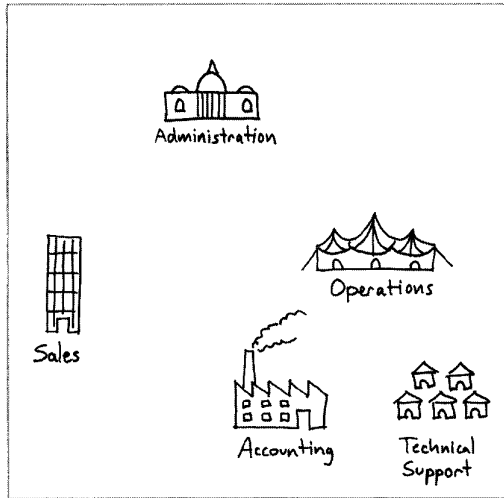 Administration
Operations
Sales
Accounting
Technical
Support